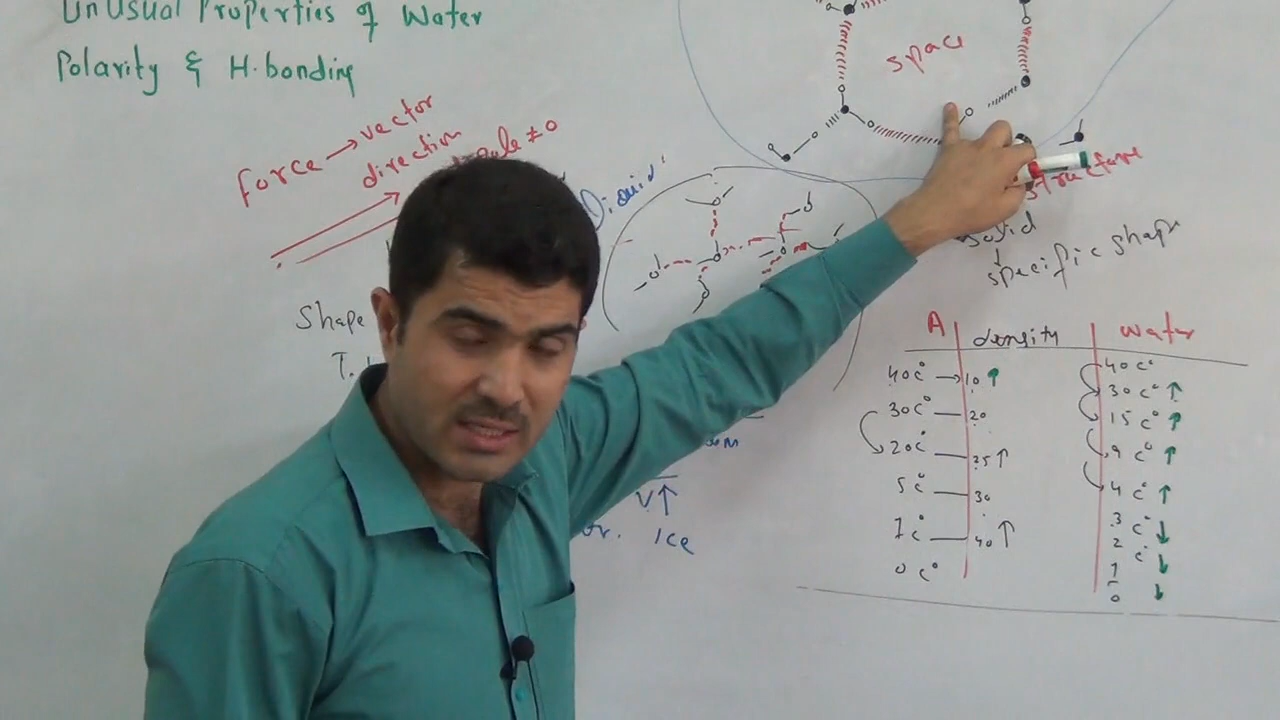 Unusual Properties of Water
Polarity & H.bonding
force → vector
direction
≠ 0
space
structure
solid
specific shape
Shape
V↑
Ice
A density Water
40c° → 10 ↑ 40c°
30c° 20 30c° ↑
20c° 25 ↑ 15c° ↑
5c° 30 9c° ↑
1c° 40 ↑ 4c° ↑
0c° 3c° ↓
2c°
1 ↓
0 ↓